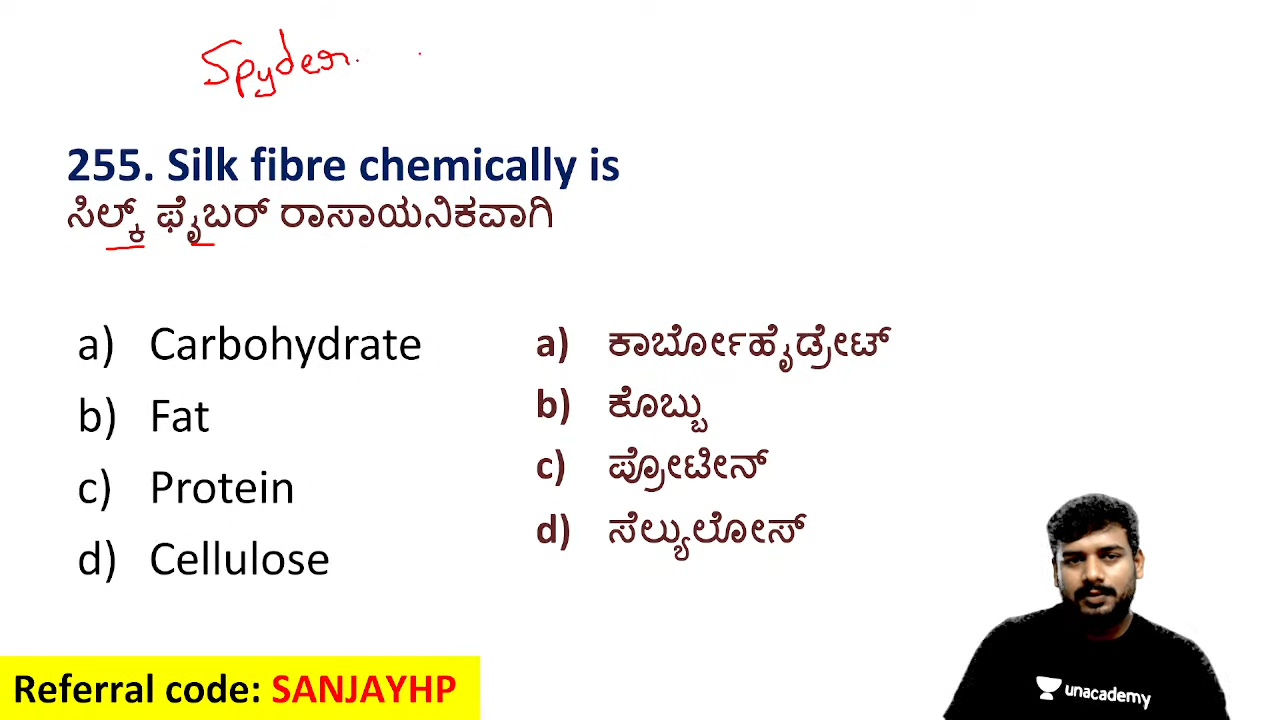 Spyder.
255. Silk fibre chemically is
ಸಿಲ್ಕ್ ಫೈಬರ್ ರಾಸಾಯನಿಕವಾಗಿ
a) Carbohydrate
b) Fat
c) Protein
d) Cellulose
a) ಕಾರ್ಬೋಹೈಡ್ರೇಟ್
b) ಕೊಬ್ಬು
c) ಪ್ರೋಟೀನ್
d) ಸೆಲ್ಯುಲೋಸ್
Referral code: SANJAYHP
unacademy